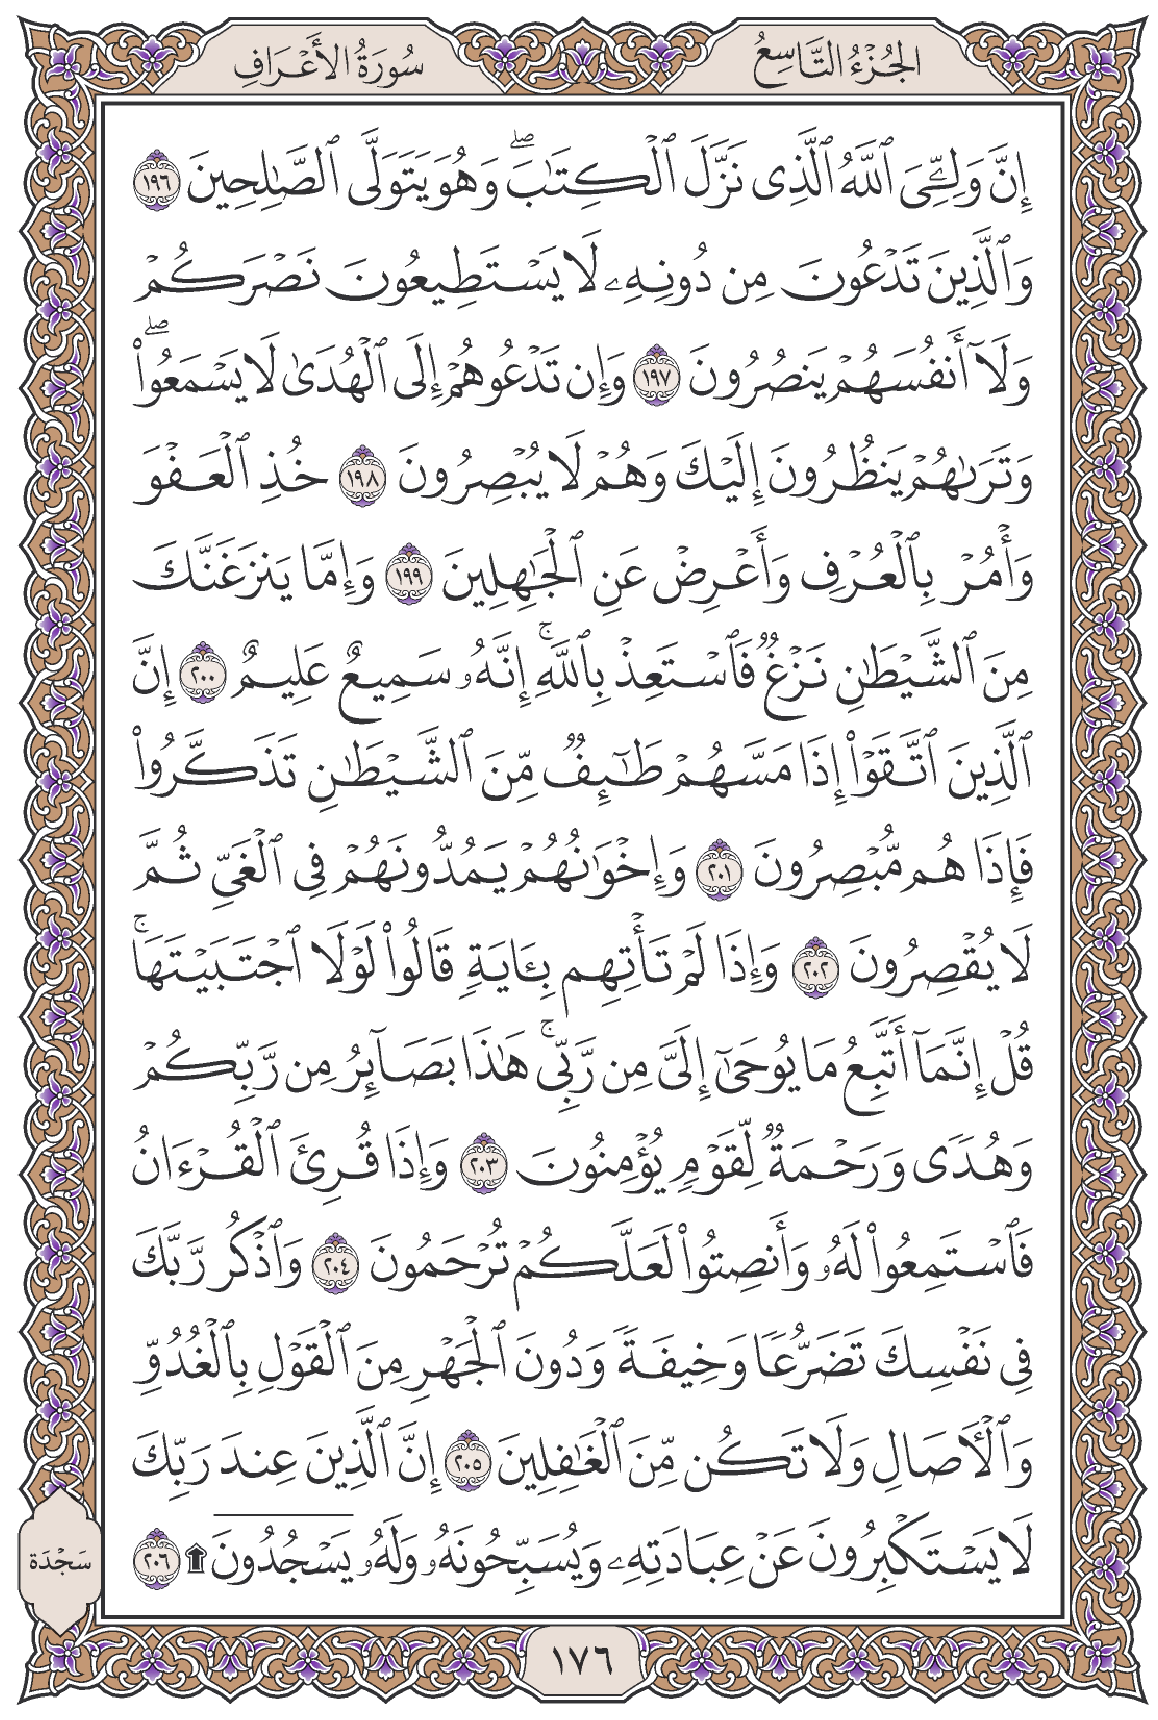 الجُزْءُ التَّاسِعُ
سُورَةُ الأَعْرَافِ
إِنَّ وَلِـِّۧيَ ٱللَّهُ ٱلَّذِى نَزَّلَ ٱلْكِتَٰبَۖ وَهُوَ يَتَوَلَّى ٱلصَّٰلِحِينَ ١٩٦
وَٱلَّذِينَ تَدْعُونَ مِن دُونِهِۦ لَا يَسْتَطِيعُونَ نَصْرَكُمْ
وَلَآ أَنفُسَهُمْ يَنصُرُونَ ١٩٧ وَإِن تَدْعُوهُمْ إِلَى ٱلْهُدَىٰ لَا يَسْمَعُوا۟ۖ
وَتَرَىٰهُمْ يَنظُرُونَ إِلَيْكَ وَهُمْ لَا يُبْصِرُونَ ١٩٨ خُذِ ٱلْعَفْوَ
وَأْمُرْ بِٱلْعُرْفِ وَأَعْرِضْ عَنِ ٱلْجَٰهِلِينَ ١٩٩ وَإِمَّا يَنزَغَنَّكَ
مِنَ ٱلشَّيْطَٰنِ نَزْغٌ فَٱسْتَعِذْ بِٱللَّهِۚ إِنَّهُۥ سَمِيعٌ عَلِيمٌ ٢٠٠ إِنَّ
ٱلَّذِينَ ٱتَّقَوْا۟ إِذَا مَسَّهُمْ طَٰٓئِفٌ مِّنَ ٱلشَّيْطَٰنِ تَذَكَّرُوا۟
فَإِذَا هُم مُّبْصِرُونَ ٢٠١ وَإِخْوَٰنُهُمْ يَمُدُّونَهُمْ فِى ٱلْغَىِّ ثُمَّ
لَا يُقْصِرُونَ ٢٠٢ وَإِذَا لَمْ تَأْتِهِم بِـَٔايَةٍ قَالُوا۟ لَوْلَا ٱجْتَبَيْتَهَاۚ
قُلْ إِنَّمَآ أَتَّبِعُ مَا يُوحَىٰٓ إِلَىَّ مِن رَّبِّىۚ هَٰذَا بَصَآئِرُ مِن رَّبِّكُمْ
وَهُدًى وَرَحْمَةٌ لِّقَوْمٍ يُؤْمِنُونَ ٢٠٣ وَإِذَا قُرِئَ ٱلْقُرْءَانُ
فَٱسْتَمِعُوا۟ لَهُۥ وَأَنصِتُوا۟ لَعَلَّكُمْ تُرْحَمُونَ ٢٠٤ وَٱذْكُر رَّبَّكَ
فِى نَفْسِكَ تَضَرُّعًا وَخِيفَةً وَدُونَ ٱلْجَهْرِ مِنَ ٱلْقَوْلِ بِٱلْغُدُوِّ
وَٱلْـَٔاصَالِ وَلَا تَكُن مِّنَ ٱلْغَٰفِلِينَ ٢٠٥ إِنَّ ٱلَّذِينَ عِندَ رَبِّكَ
لَا يَسْتَكْبِرُونَ عَنْ عِبَادَتِهِۦ وَيُسَبِّحُونَهُۥ وَلَهُۥ يَسْجُدُونَ ۩ ٢٠٦
سَجْدَة
١٧٦